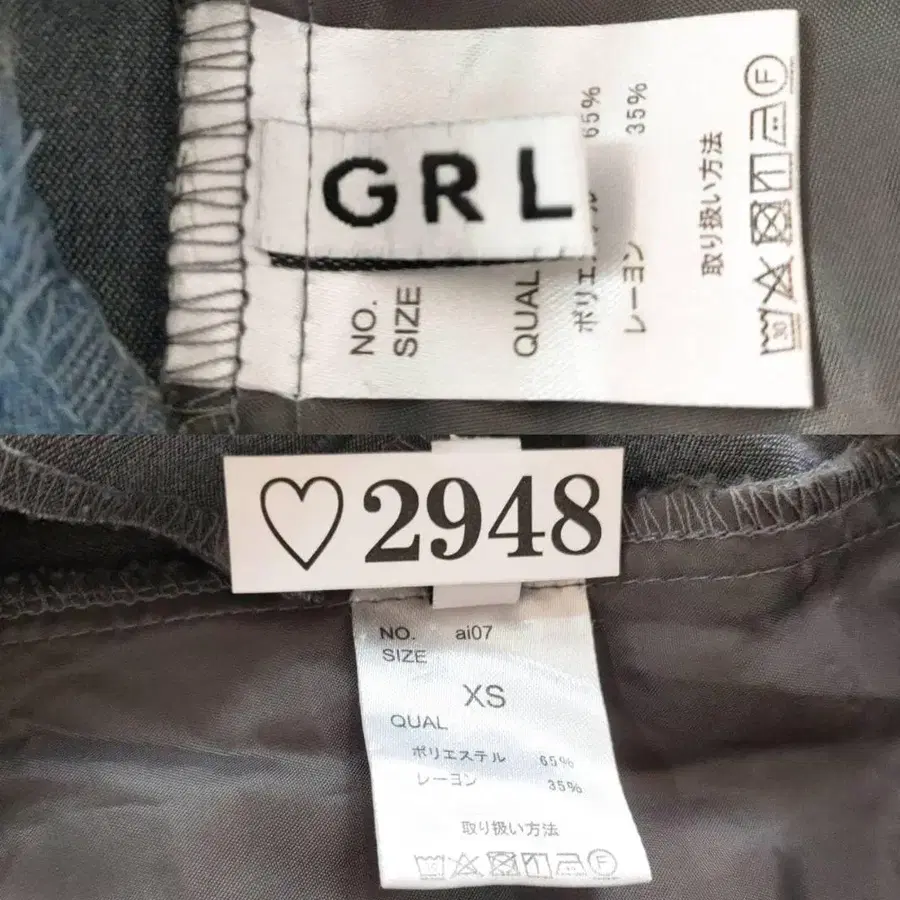 GRL
NO.
SIZE
QUAL
65%
レーヨン 35%
取り扱い方法
30
F
♡2948
NO. ai07
SIZE
XS
QUAL
ポリエステル 65%
レーヨン 35%
取り扱い方法
F